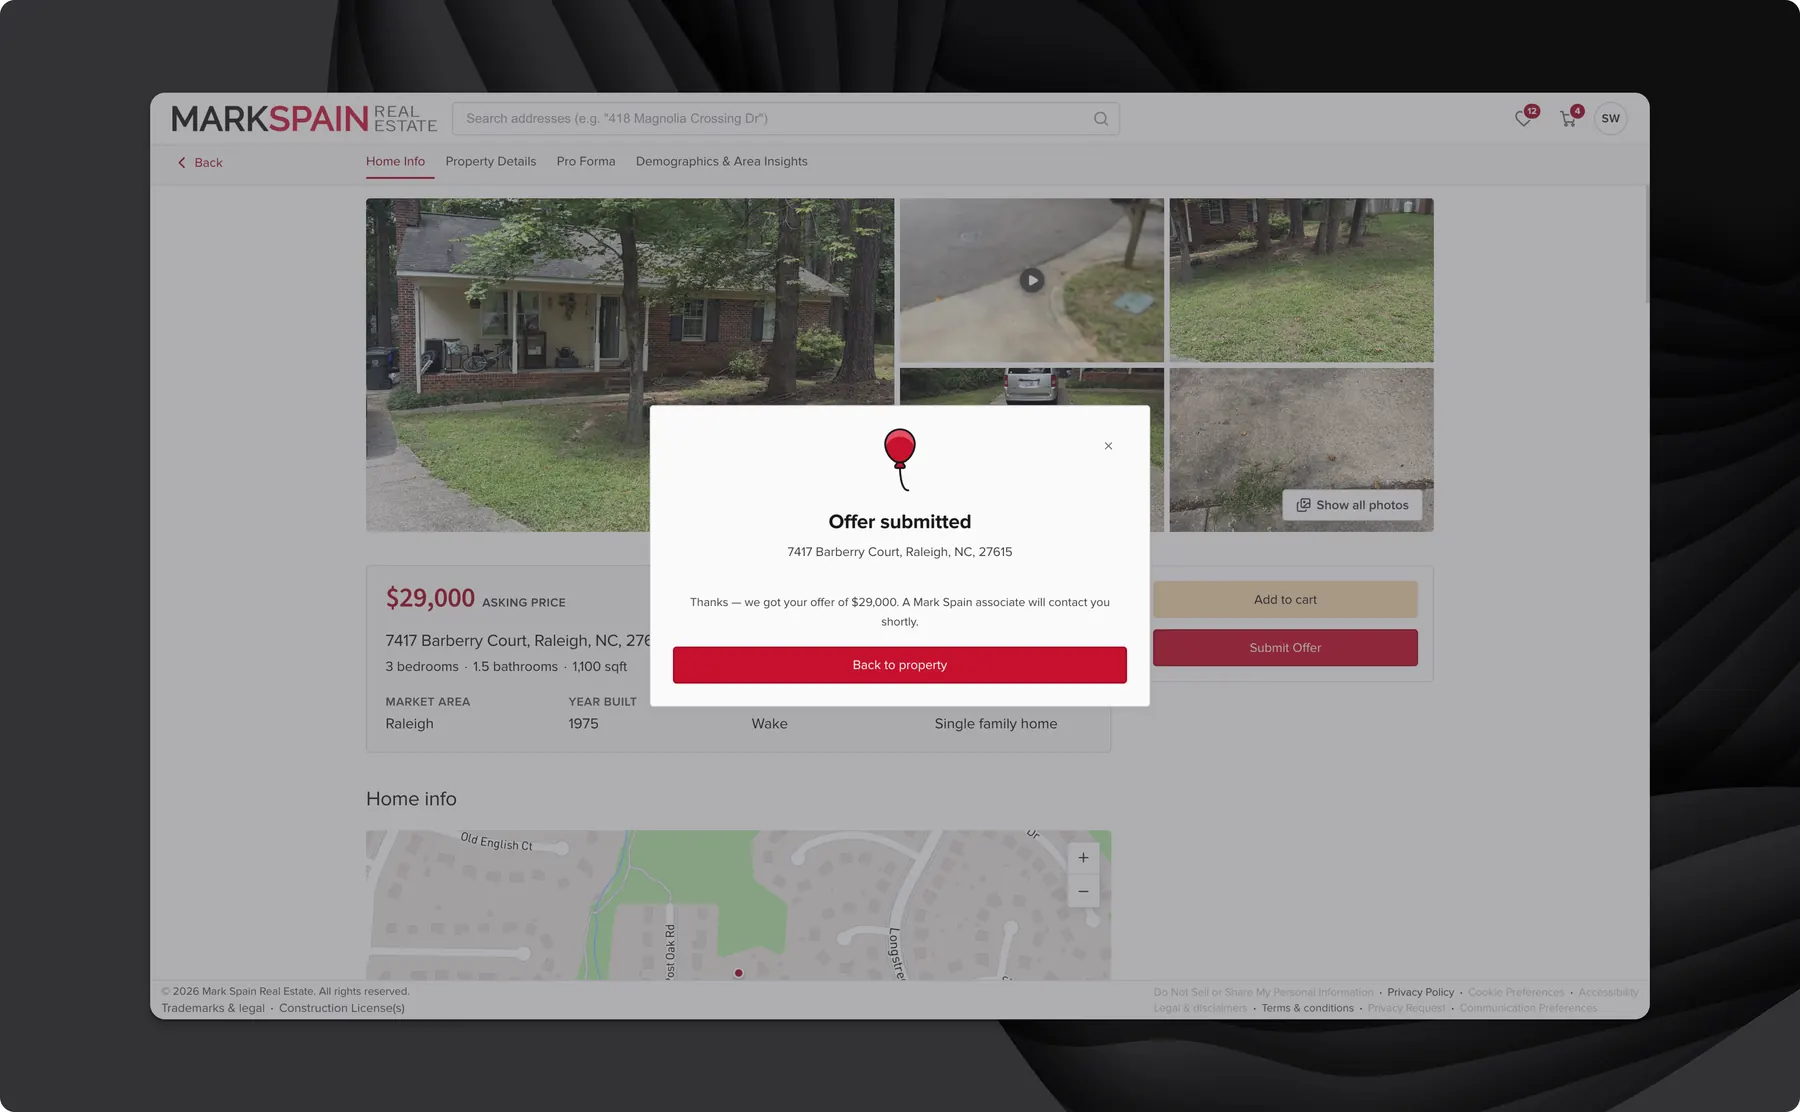 MARKSPAIN REAL ESTATE
Search addresses (e.g. "418 Magnolia Crossing Dr")
12
4
SW
Back
Home Info
Property Details
Pro Forma
Demographics & Area Insights
Show all photos
Offer submitted
7417 Barberry Court, Raleigh, NC, 27615
Thanks — we got your offer of $29,000. A Mark Spain associate will contact you
shortly.
Back to property
$29,000 ASKING PRICE
7417 Barberry Court, Raleigh, NC, 276
3 bedrooms · 1.5 bathrooms · 1,100 sqft
MARKET AREA
Raleigh
YEAR BUILT
1975
Wake
Single family home
Add to cart
Submit Offer
Home info
Old English Ct
Dr
+
−
ost Oak Rd
Longstre
© 2026 Mark Spain Real Estate. All rights reserved.
Trademarks & legal · Construction License(s)
Do Not Sell or Share My Personal Information · Privacy Policy · Cookie Preferences · Accessibility
Legal & disclaimers · Terms & conditions · Privacy Request · Communication Preferences